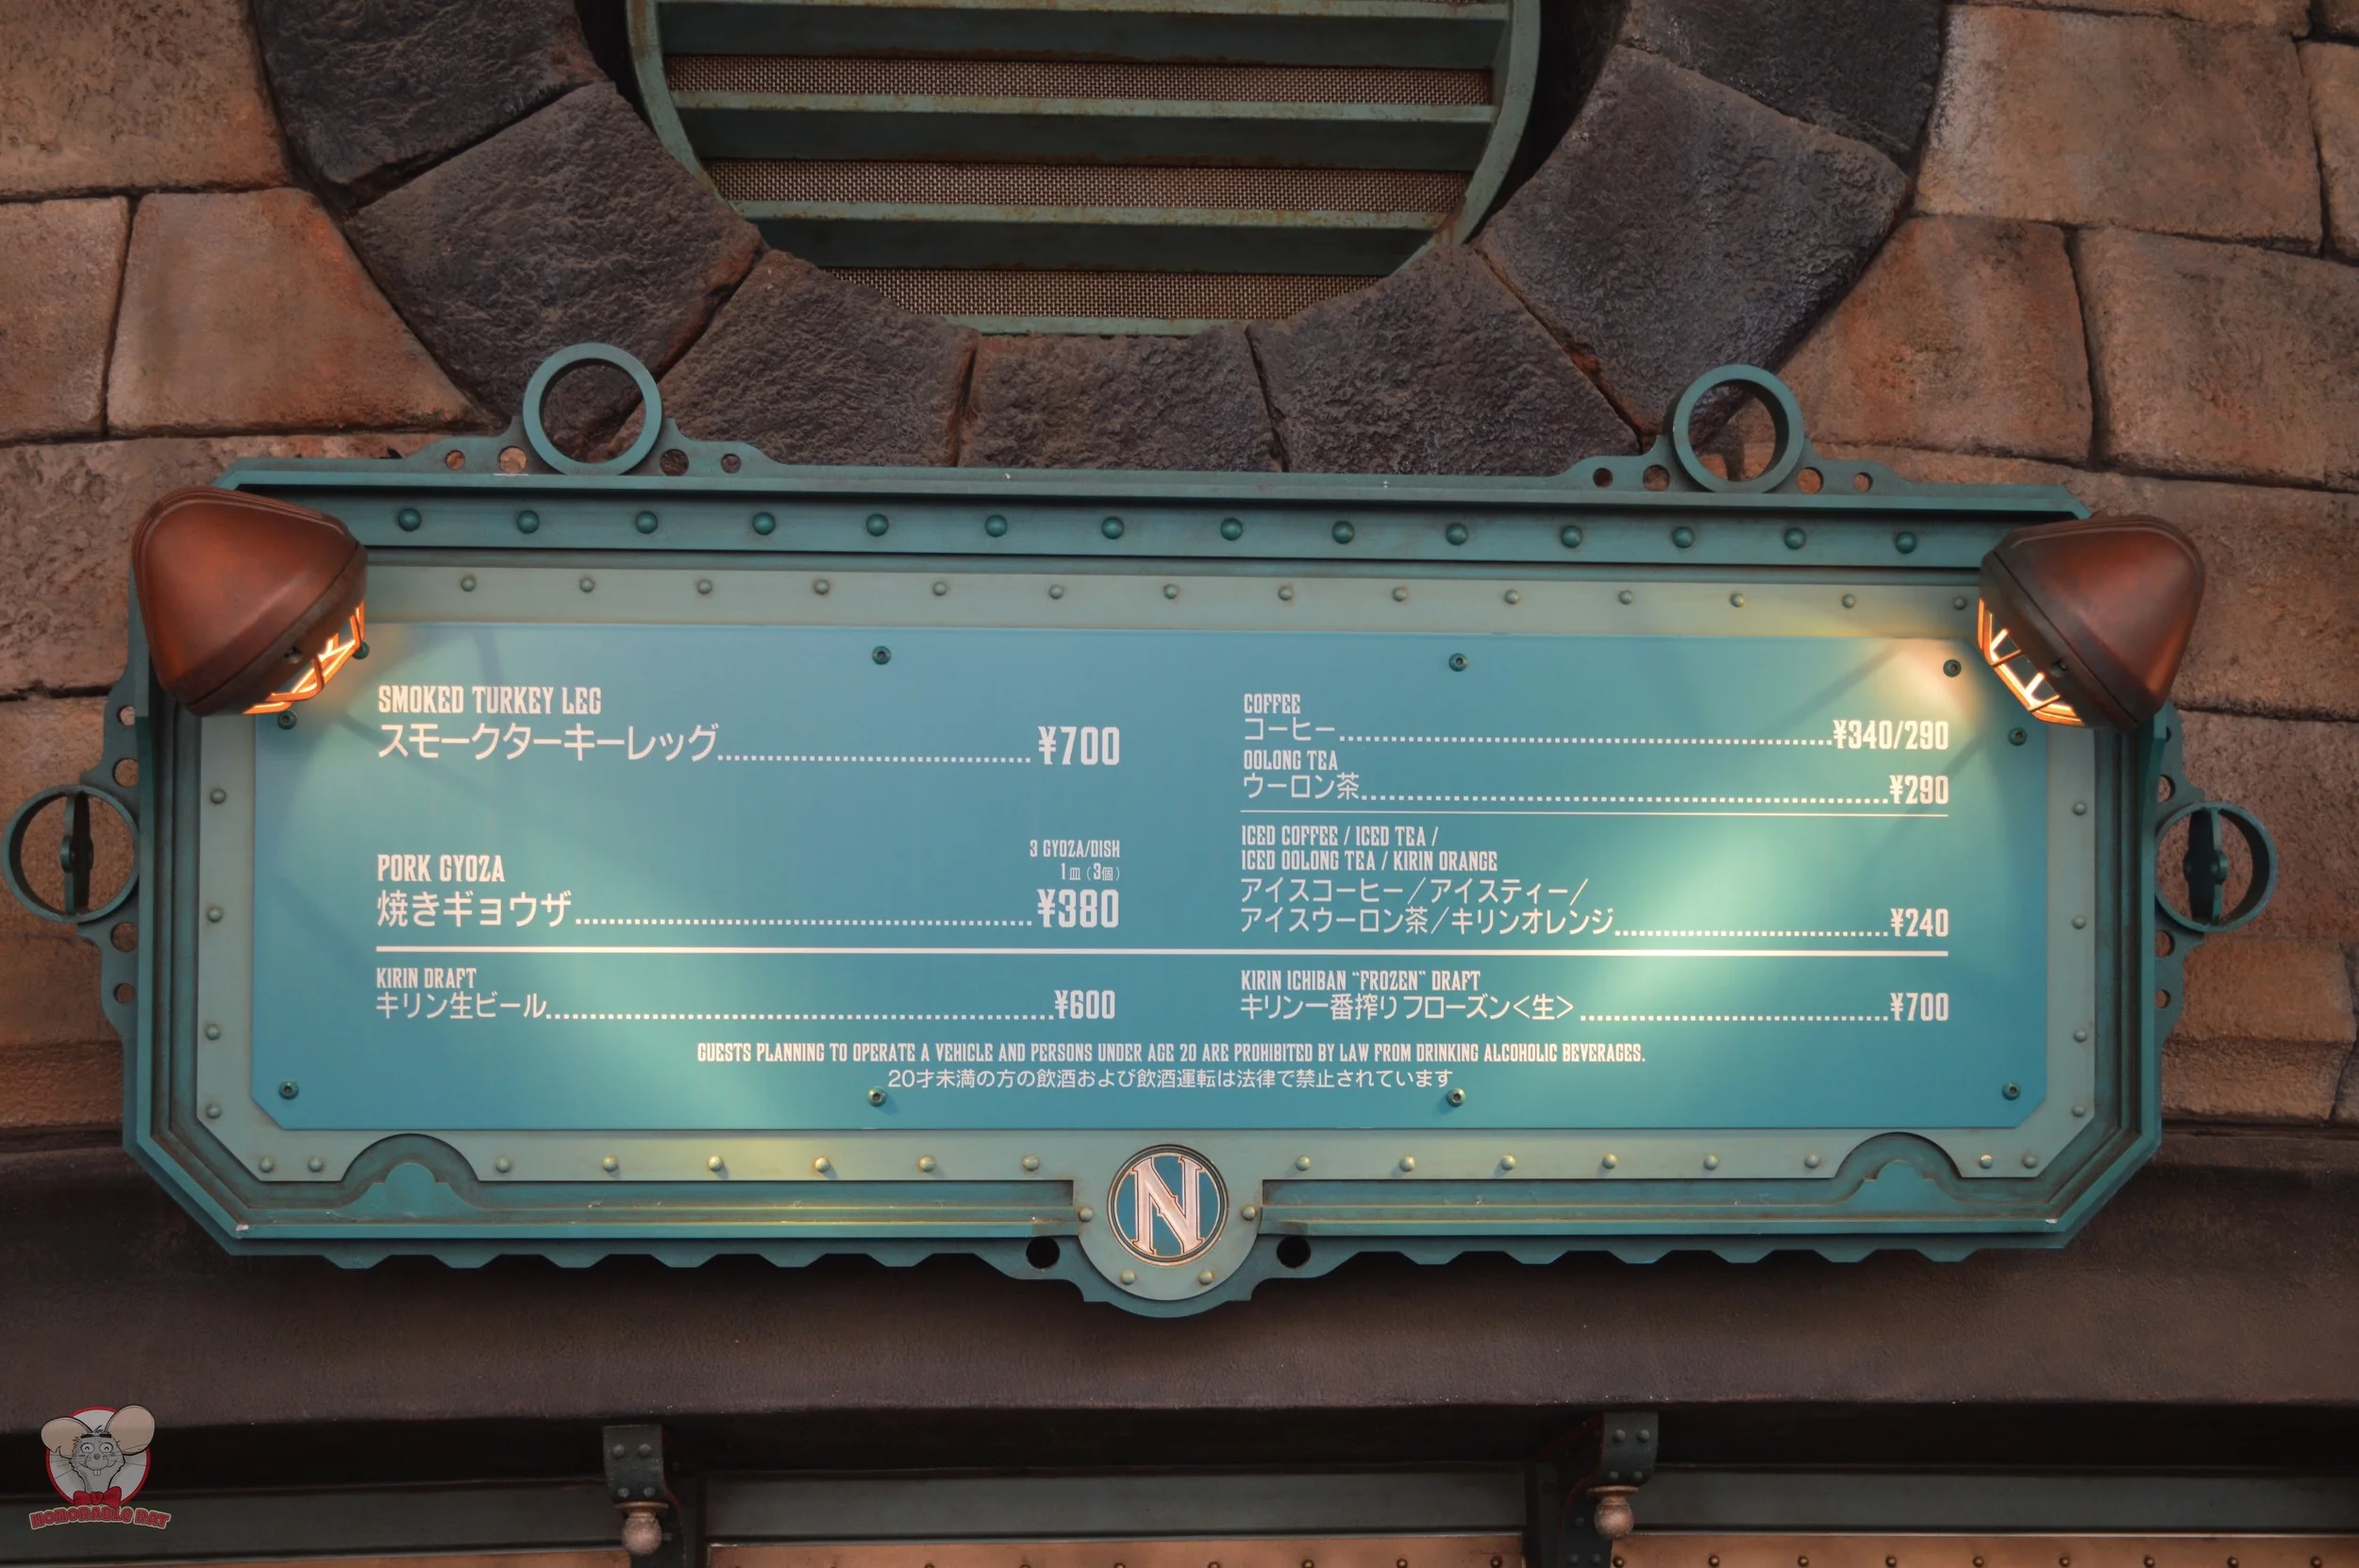 SMOKED TURKEY LEG
スモークターキーレッグ ¥700
3 GYOZA/DISH
1皿(3個)
PORK GYOZA
焼きギョウザ ¥380
COFFEE
コーヒー ¥340/290
OOLONG TEA
ウーロン茶 ¥290
ICED COFFEE / ICED TEA /
ICED OOLONG TEA / KIRIN ORANGE
アイスコーヒー/アイスティー/
アイスウーロン茶/キリンオレンジ ¥240
KIRIN DRAFT
キリン生ビール ¥600
KIRIN ICHIBAN "FROZEN" DRAFT
キリン一番搾りフローズン<生> ¥700
GUESTS PLANNING TO OPERATE A VEHICLE AND PERSONS UNDER AGE 20 ARE PROHIBITED BY LAW FROM DRINKING ALCOHOLIC BEVERAGES.
20才未満の方の飲酒および飲酒運転は法律で禁止されています
N
HONORABLE RAT